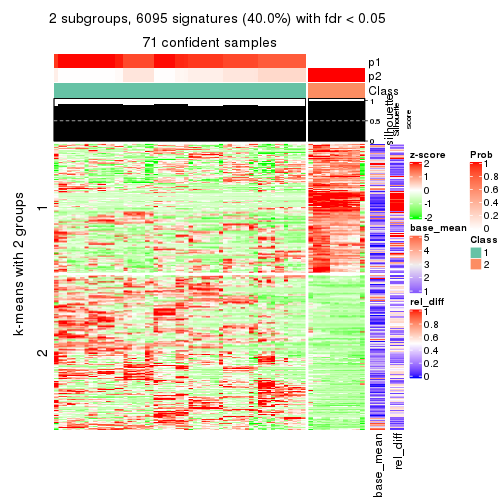 2 subgroups, 6095 signatures (40.0%) with fdr < 0.05
71 confident samples
p1
p2
Class
1
0.5
0
silhouette
Silhouette
score
k-means with 2 groups
1
2
base_mean
rel_diff
z-score
2
1
0
-1
-2
base_mean
5
4
3
2
1
rel_diff
1
0.8
0.6
0.4
0.2
0
Prob
1
0.8
0.6
0.4
0.2
0
Class
1
2